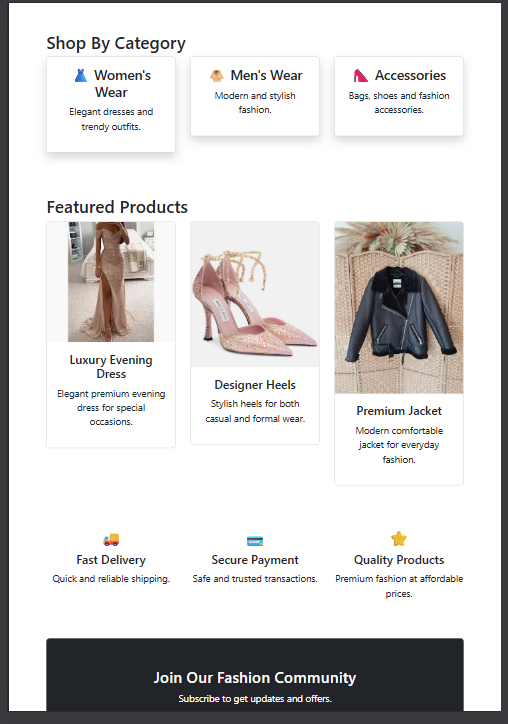 Shop By Category
👗 Women's
Wear
Elegant dresses and
trendy outfits.
🧥 Men's Wear
Modern and stylish
fashion.
👠 Accessories
Bags, shoes and fashion
accessories.
Featured Products
Luxury Evening
Dress
Elegant premium evening
dress for special
occasions.
Designer Heels
Stylish heels for both
casual and formal wear.
Premium Jacket
Modern comfortable
jacket for everyday
fashion.
🚚
Fast Delivery
Quick and reliable shipping.
💳
Secure Payment
Safe and trusted transactions.
⭐
Quality Products
Premium fashion at affordable
prices.
Join Our Fashion Community
Subscribe to get updates and offers.